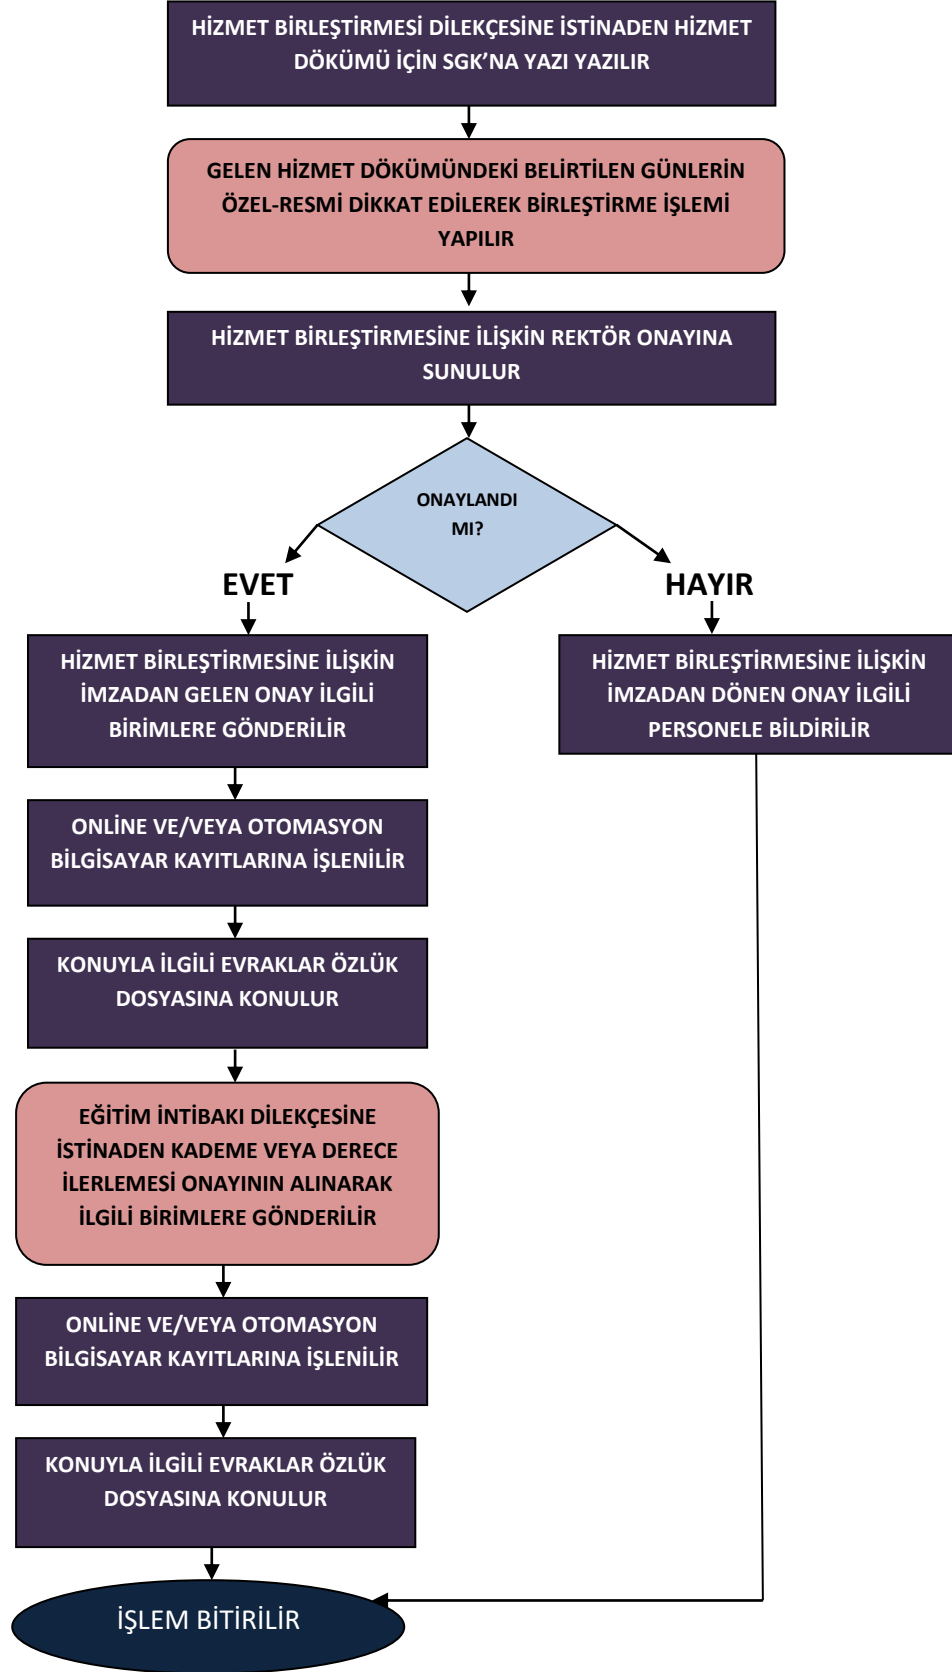 HİZMET BİRLEŞTİRMESİ DİLEKÇESİNE İSTİNADEN HİZMET
DÖKÜMÜ İÇİN SGK’NA YAZI YAZILIR
GELEN HİZMET DÖKÜMÜNDEKİ BELİRTİLEN GÜNLERİN
ÖZEL-RESMİ DİKKAT EDİLEREK BİRLEŞTİRME İŞLEMİ
YAPILIR
HİZMET BİRLEŞTİRMESİNE İLİŞKİN REKTÖR ONAYINA
SUNULUR
ONAYLANDI
MI?
EVET
HAYIR
HİZMET BİRLEŞTİRMESİNE İLİŞKİN
İMZADAN GELEN ONAY İLGİLİ
BİRİMLERE GÖNDERİLİR
HİZMET BİRLEŞTİRMESİNE İLİŞKİN
İMZADAN DÖNEN ONAY İLGİLİ
PERSONELE BİLDİRİLİR
ONLİNE VE/VEYA OTOMASYON
BİLGİSAYAR KAYITLARINA İŞLENİLİR
KONUYLA İLGİLİ EVRAKLAR ÖZLÜK
DOSYASINA KONULUR
EĞİTİM İNTİBAKI DİLEKÇESİNE
İSTİNADEN KADEME VEYA DERECE
İLERLEMESİ ONAYININ ALINARAK
İLGİLİ BİRİMLERE GÖNDERİLİR
ONLİNE VE/VEYA OTOMASYON
BİLGİSAYAR KAYITLARINA İŞLENİLİR
KONUYLA İLGİLİ EVRAKLAR ÖZLÜK
DOSYASINA KONULUR
İŞLEM BİTİRİLİR